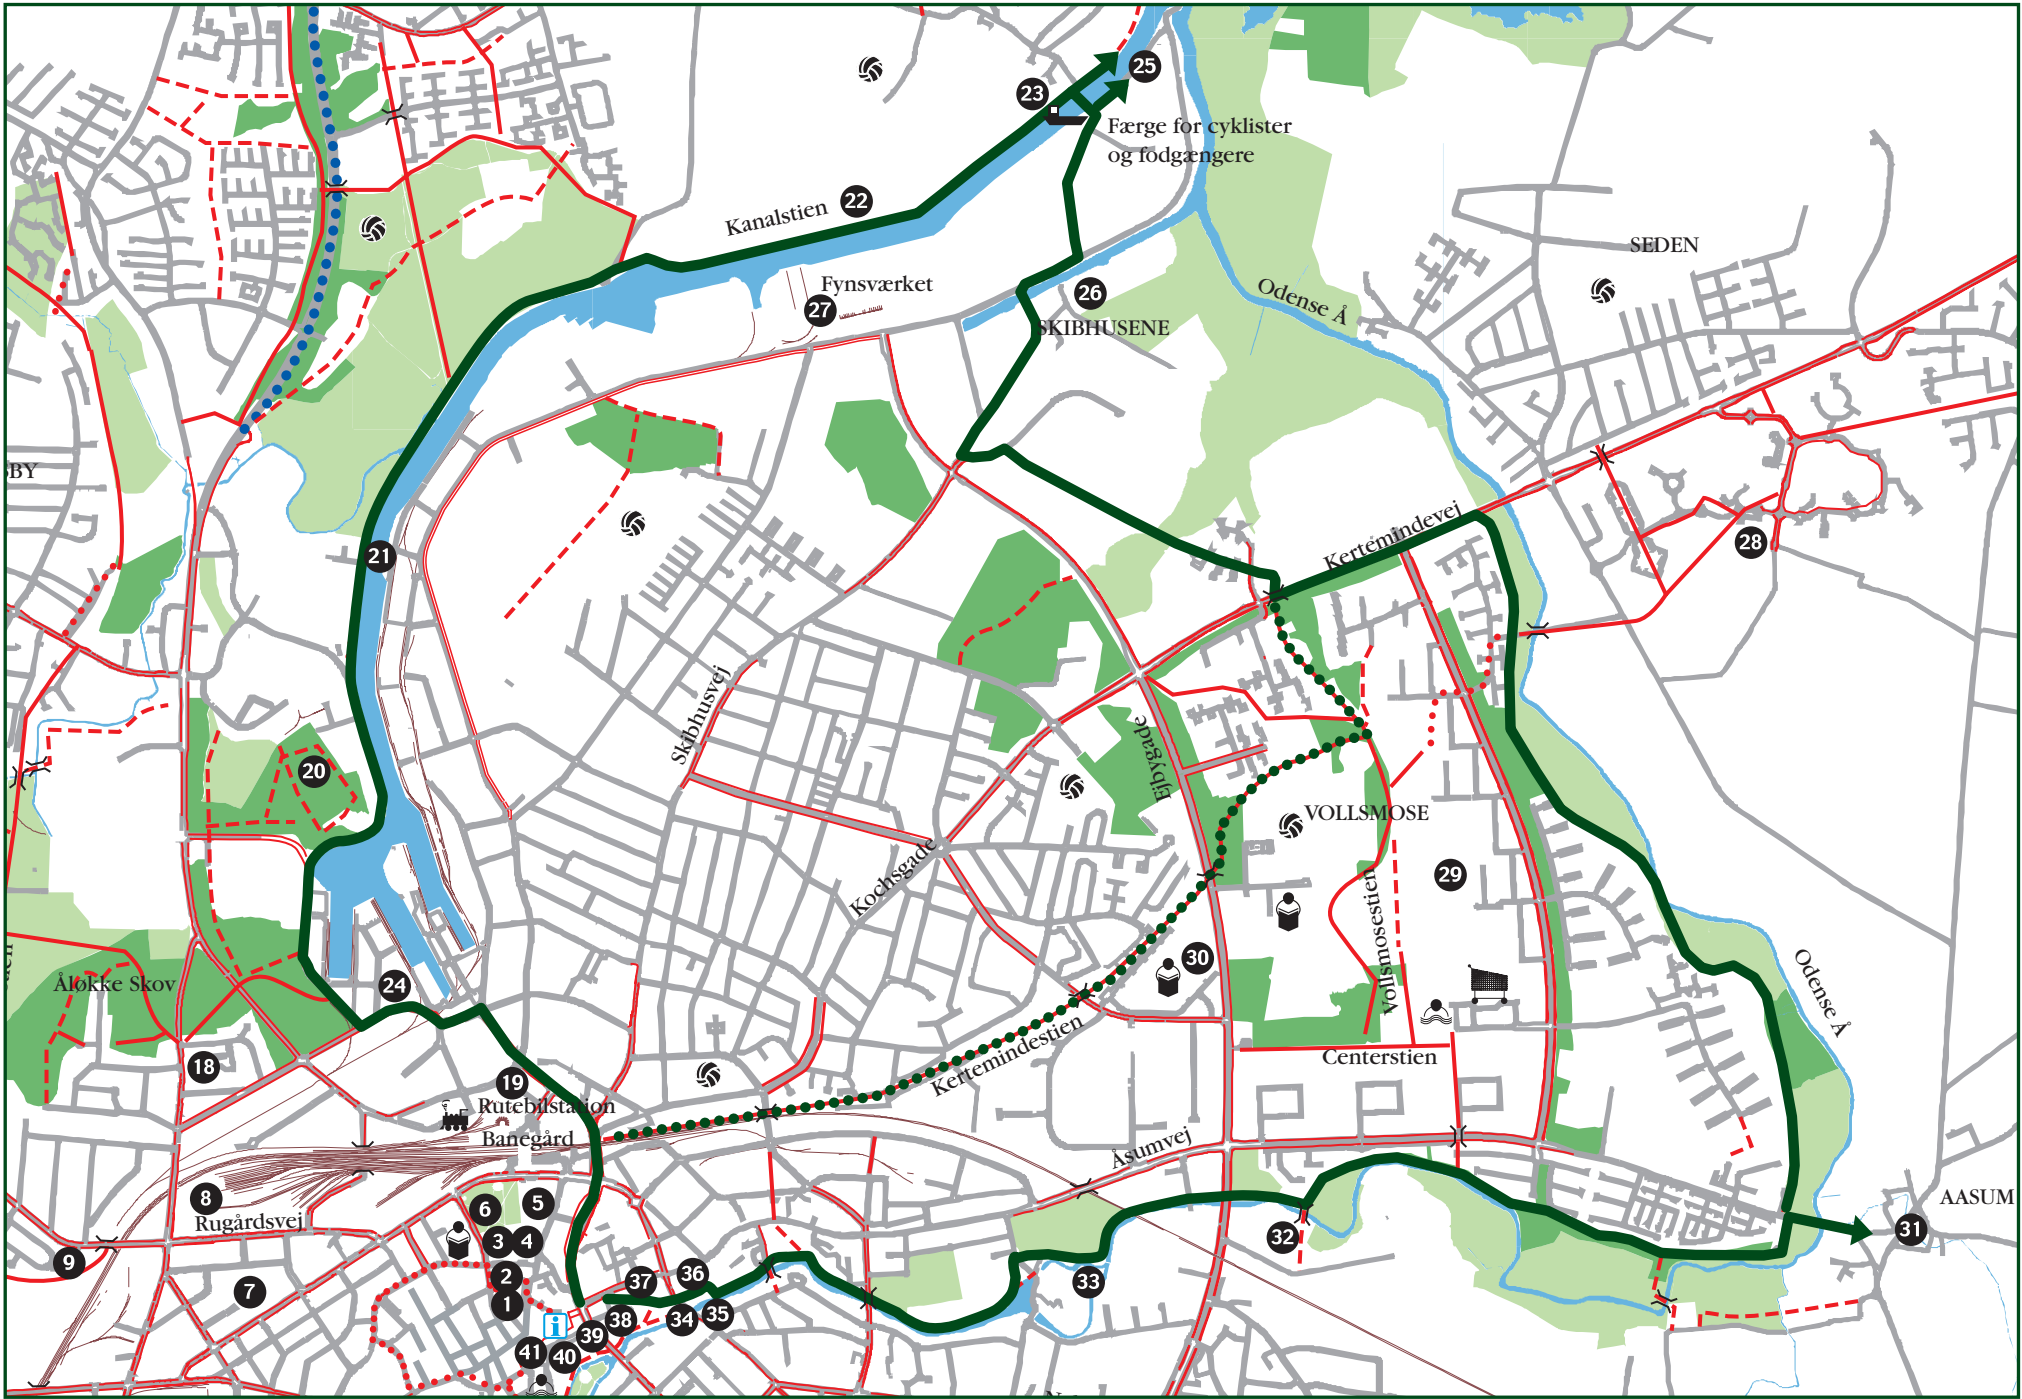 25
23
Færge for cyklister
og fodgængere
22
Kanalstien
SEDEN
Fynsværket
27
26
Odense Å
SKIBHUSENE
BY
Kertemindevej
28
21
Skibhusvej
Ejbygade
20
VOLLSMOSE
Kochsgade
29
Vollsmosestien
30
Åløkke Skov
24
Odense Å
Kertemindestien
Centerstien
18
19
Rutebilstation
Banegård
Åsumvej
8
Rugårdsvej
6
5
3
4
9
7
2
1
AASUM
31
32
33
37
36
38
34
35
i
39
41
40